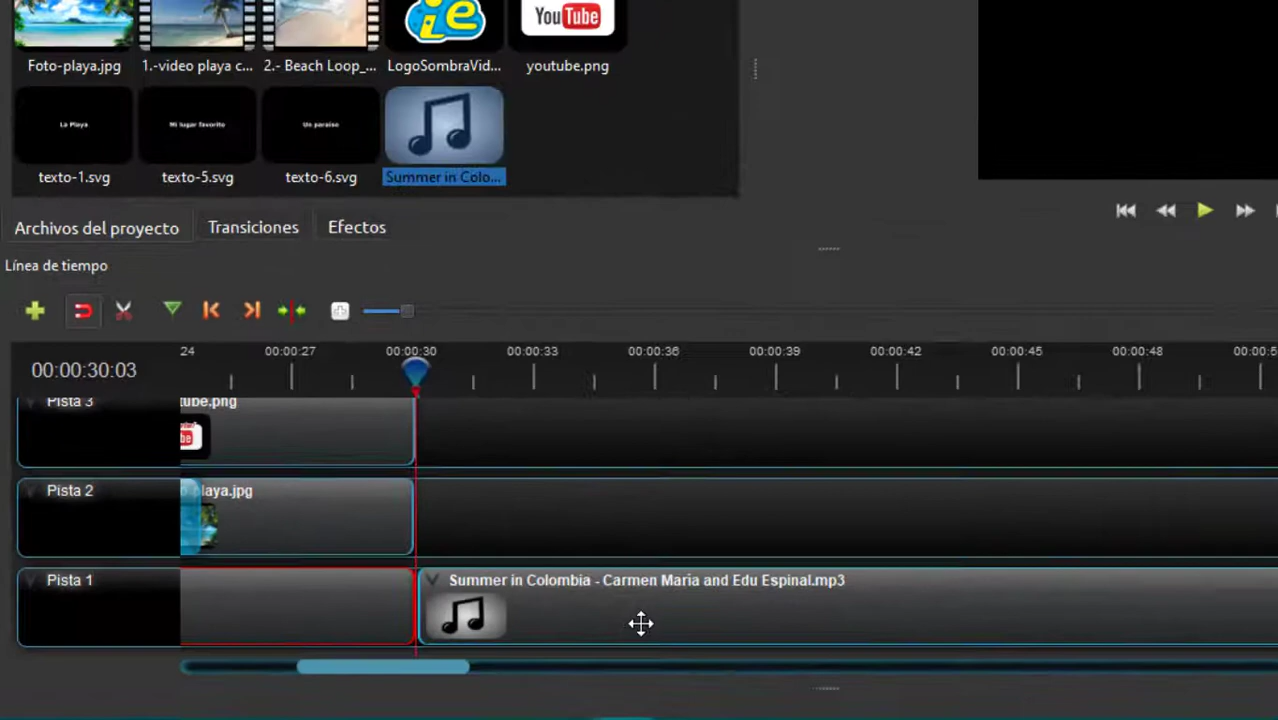 YouTube
ie
Foto-playa.jpg
1.-video playa c...
2.- Beach Loop_...
LogoSombraVid...
youtube.png
La Playa
Mi lugar favorito
Un paraiso
texto-1.svg
texto-5.svg
texto-6.svg
Summer in Colo...
Archivos del proyecto
Transiciones
Efectos
Línea de tiempo
00:00:30:03
24
00:00:27
00:00:30
00:00:33
00:00:36
00:00:39
00:00:42
00:00:45
00:00:48
00:00:5
Pista 3
tube.png
Pista 2
playa.jpg
Pista 1
Summer in Colombia - Carmen Maria and Edu Espinal.mp3